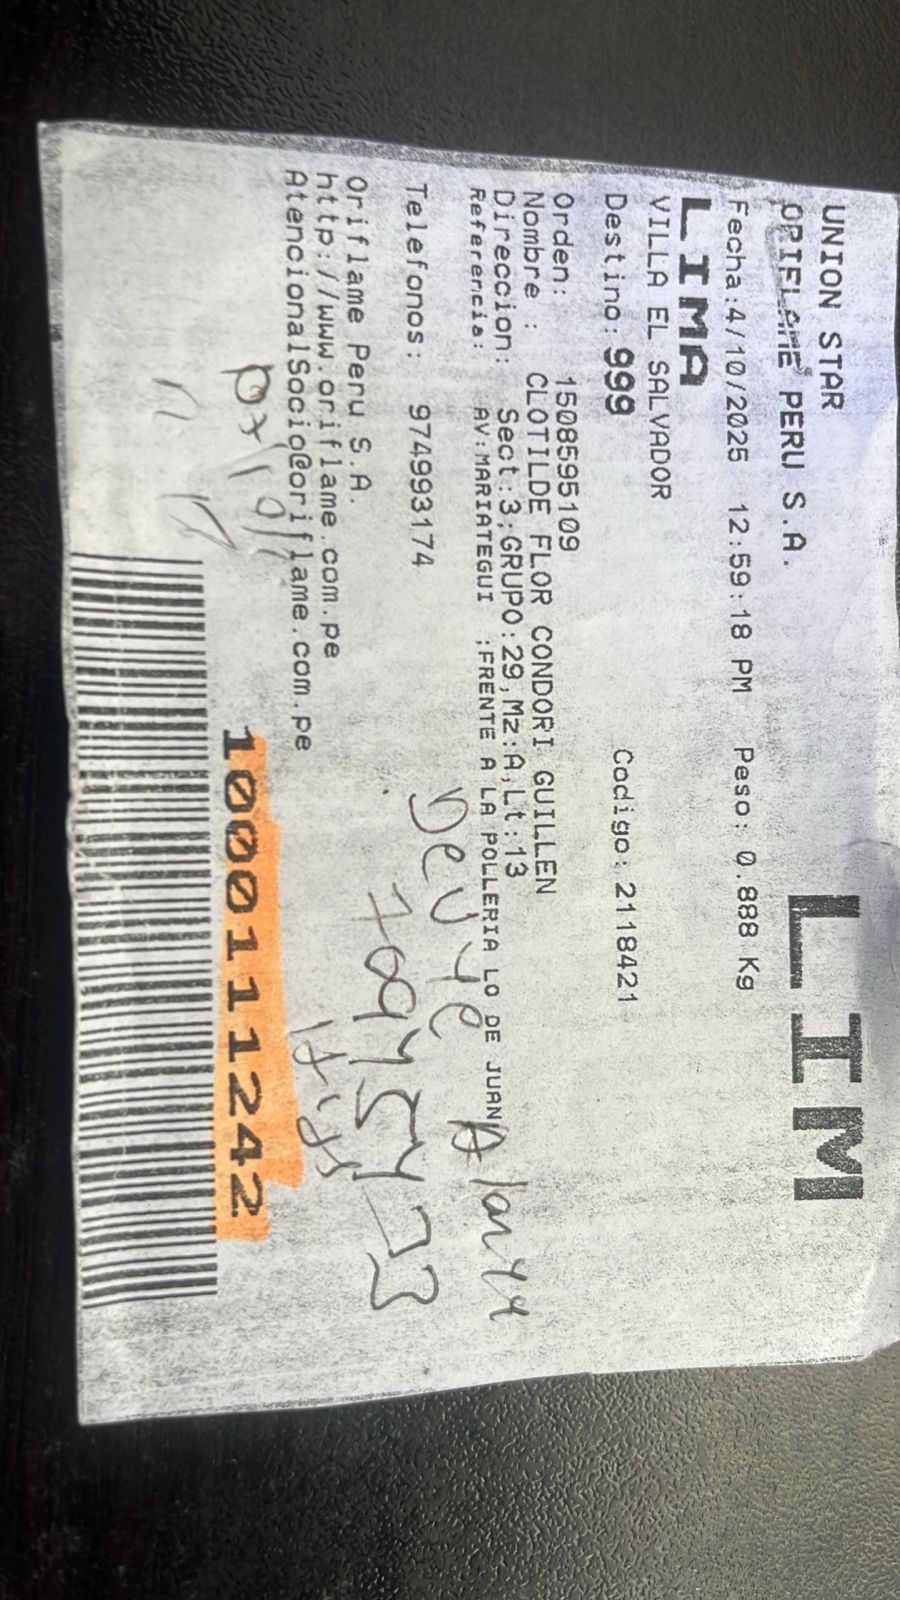 UNION STAR
ORIFLAME PERU S.A.
LIM
Fecha:4/10/2025 12:59:18 PM Peso: 0.888 Kg
LIMA
VILLA EL SALVADOR
Destino: 999 Codigo: 2118421
Orden: 1508595109
Nombre : CLOTILDE FLOR CONDORI GUILLEN
Direccion: Sect:3;GRUPO:29,Mz:A,Lt:13
Referencia: AV:MARIATEGUI ;FRENTE A LA POLLERIA LO DE JUANA
Telefonos: 974993174
Oriflame Peru S.A.
http://www.oriflame.com.pe
AtencionalSocio@oriflame.com.pe
1000111242